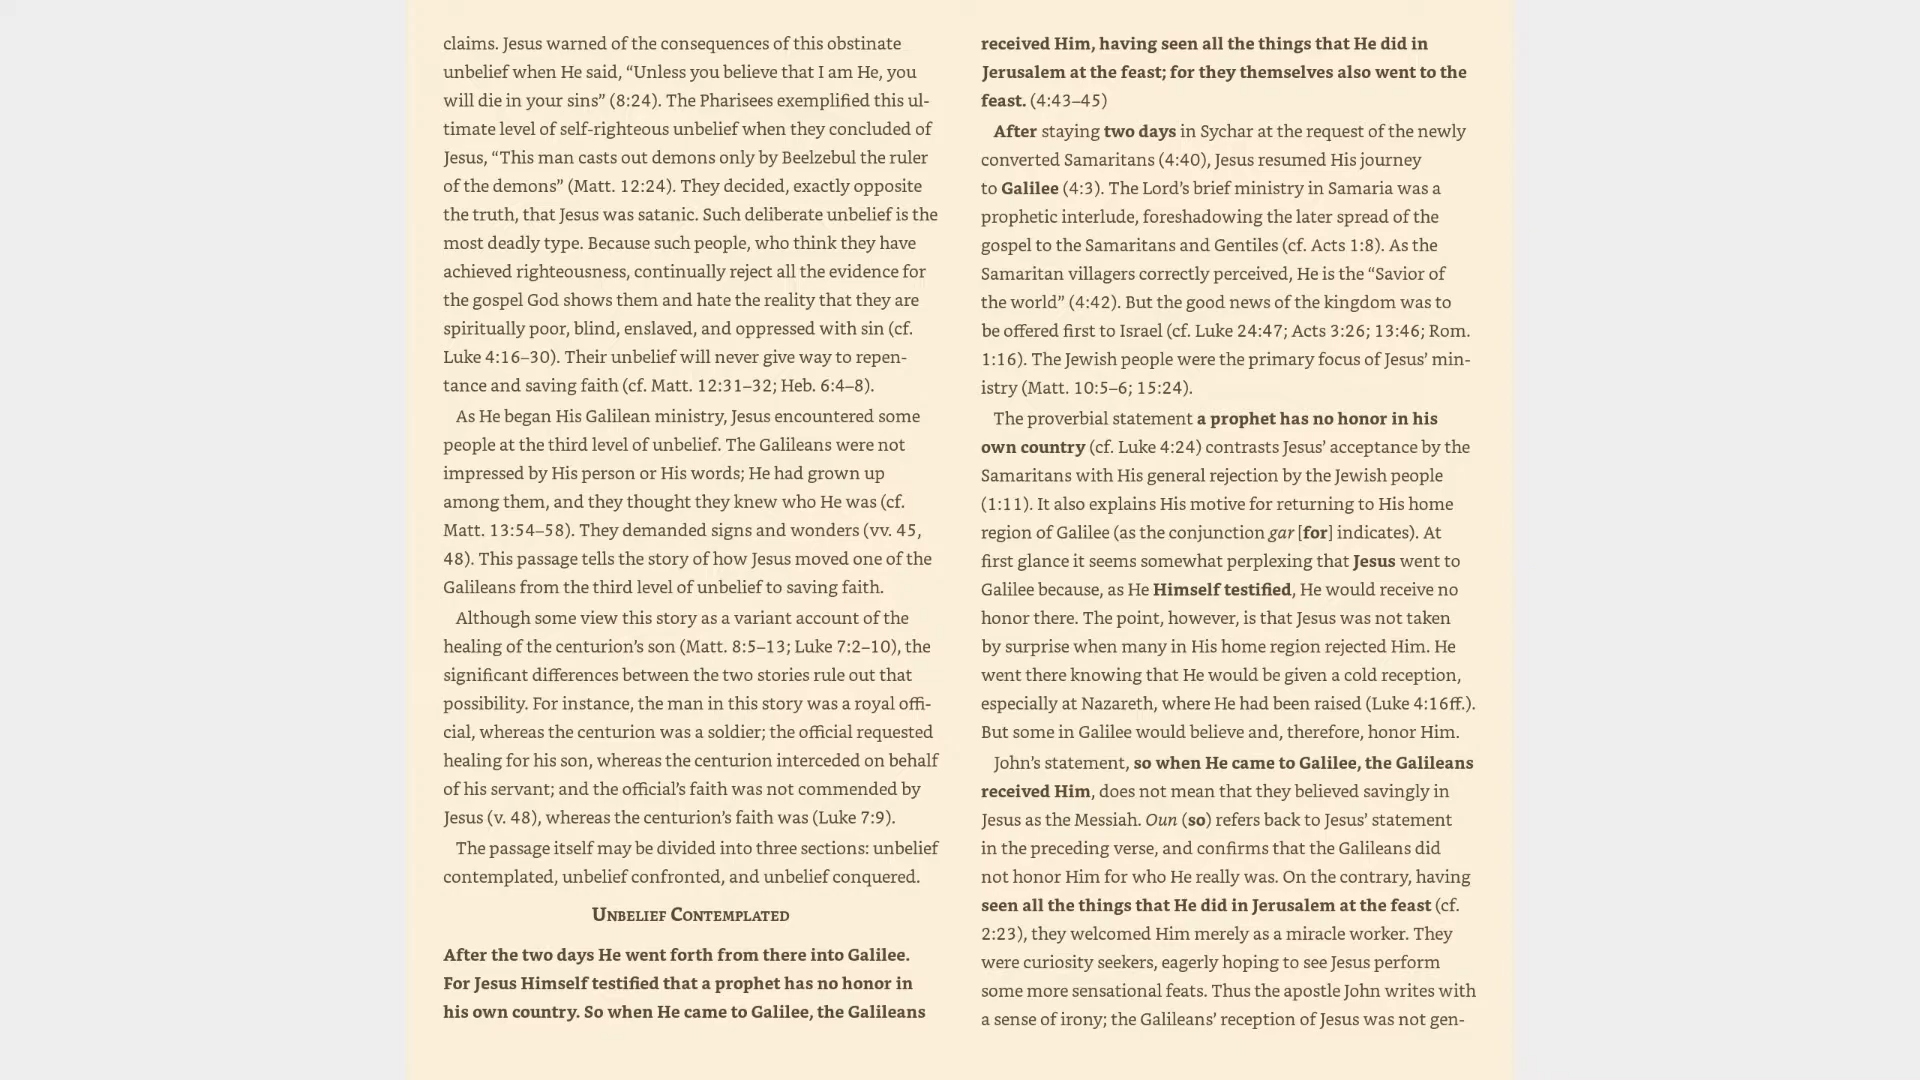 claims. Jesus warned of the consequences of this obstinate
unbelief when He said, “Unless you believe that I am He, you
will die in your sins” (8:24). The Pharisees exemplified this ul-
timate level of self-righteous unbelief when they concluded of
Jesus, “This man casts out demons only by Beelzebul the ruler
of the demons” (Matt. 12:24). They decided, exactly opposite
the truth, that Jesus was satanic. Such deliberate unbelief is the
most deadly type. Because such people, who think they have
achieved righteousness, continually reject all the evidence for
the gospel God shows them and hate the reality that they are
spiritually poor, blind, enslaved, and oppressed with sin (cf.
Luke 4:16–30). Their unbelief will never give way to repen-
tance and saving faith (cf. Matt. 12:31–32; Heb. 6:4–8).
As He began His Galilean ministry, Jesus encountered some
people at the third level of unbelief. The Galileans were not
impressed by His person or His words; He had grown up
among them, and they thought they knew who He was (cf.
Matt. 13:54–58). They demanded signs and wonders (vv. 45,
48). This passage tells the story of how Jesus moved one of the
Galileans from the third level of unbelief to saving faith.
Although some view this story as a variant account of the
healing of the centurion’s son (Matt. 8:5–13; Luke 7:2–10), the
significant differences between the two stories rule out that
possibility. For instance, the man in this story was a royal offi-
cial, whereas the centurion was a soldier; the official requested
healing for his son, whereas the centurion interceded on behalf
of his servant; and the official’s faith was not commended by
Jesus (v. 48), whereas the centurion’s faith was (Luke 7:9).
The passage itself may be divided into three sections: unbelief
contemplated, unbelief confronted, and unbelief conquered.
Unbelief Contemplated
After the two days He went forth from there into Galilee.
For Jesus Himself testified that a prophet has no honor in
his own country. So when He came to Galilee, the Galileans
received Him, having seen all the things that He did in
Jerusalem at the feast; for they themselves also went to the
feast. (4:43–45)
After staying two days in Sychar at the request of the newly
converted Samaritans (4:40), Jesus resumed His journey
to Galilee (4:3). The Lord’s brief ministry in Samaria was a
prophetic interlude, foreshadowing the later spread of the
gospel to the Samaritans and Gentiles (cf. Acts 1:8). As the
Samaritan villagers correctly perceived, He is the “Savior of
the world” (4:42). But the good news of the kingdom was to
be offered first to Israel (cf. Luke 24:47; Acts 3:26; 13:46; Rom.
1:16). The Jewish people were the primary focus of Jesus’ min-
istry (Matt. 10:5–6; 15:24).
The proverbial statement a prophet has no honor in his
own country (cf. Luke 4:24) contrasts Jesus’ acceptance by the
Samaritans with His general rejection by the Jewish people
(1:11). It also explains His motive for returning to His home
region of Galilee (as the conjunction gar [for] indicates). At
first glance it seems somewhat perplexing that Jesus went to
Galilee because, as He Himself testified, He would receive no
honor there. The point, however, is that Jesus was not taken
by surprise when many in His home region rejected Him. He
went there knowing that He would be given a cold reception,
especially at Nazareth, where He had been raised (Luke 4:16ff.).
But some in Galilee would believe and, therefore, honor Him.
John’s statement, so when He came to Galilee, the Galileans
received Him, does not mean that they believed savingly in
Jesus as the Messiah. Oun (so) refers back to Jesus’ statement
in the preceding verse, and confirms that the Galileans did
not honor Him for who He really was. On the contrary, having
seen all the things that He did in Jerusalem at the feast (cf.
2:23), they welcomed Him merely as a miracle worker. They
were curiosity seekers, eagerly hoping to see Jesus perform
some more sensational feats. Thus the apostle John writes with
a sense of irony; the Galileans’ reception of Jesus was not gen-